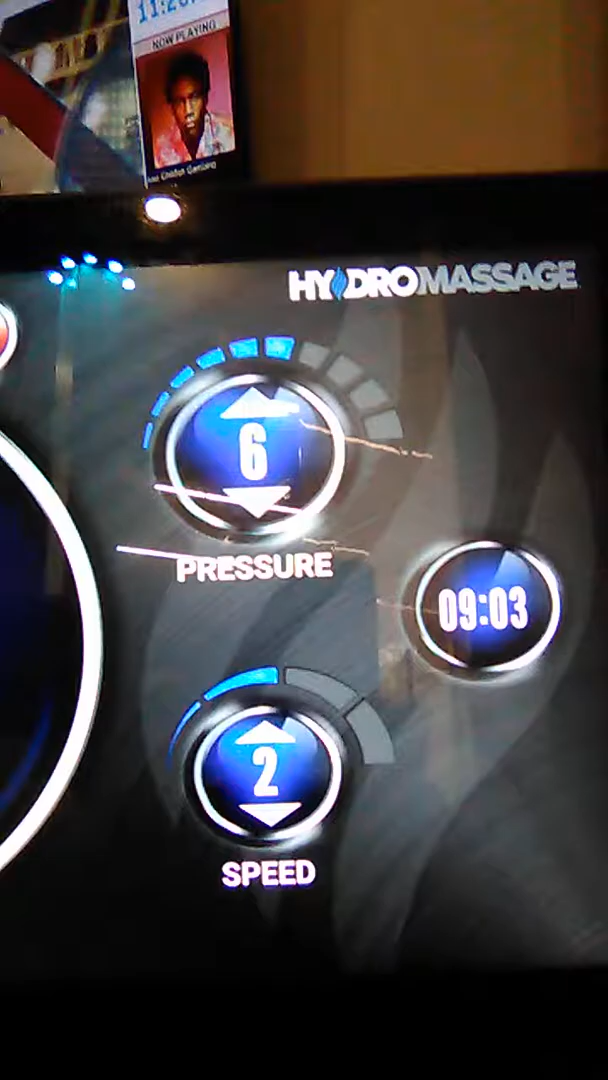 NOW PLAYING
HYDROMASSAGE
6
PRESSURE
09:03
2
SPEED